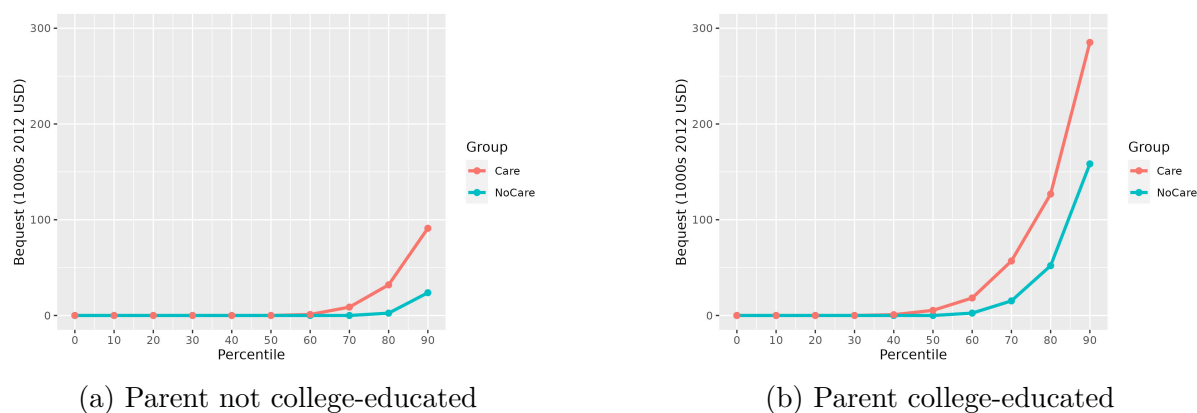 300
200
100
0
Bequest (1000s 2012 USD)
0 10 20 30 40 50 60 70 80 90
Percentile
Group
Care
NoCare
(a) Parent not college-educated
300
200
100
0
Bequest (1000s 2012 USD)
0 10 20 30 40 50 60 70 80 90
Percentile
Group
Care
NoCare
(b) Parent college-educated